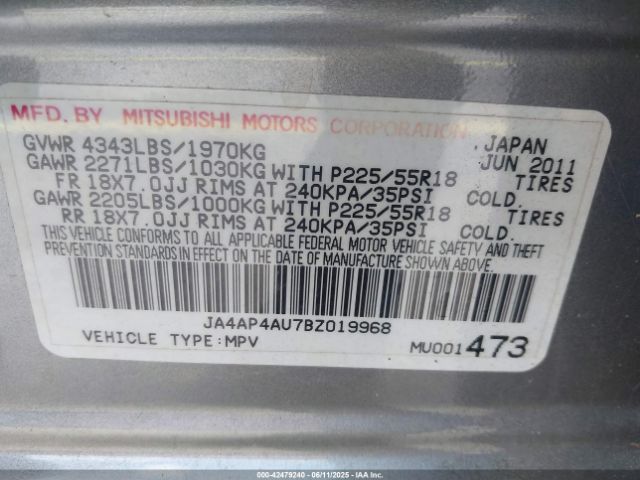 MFD. BY MITSUBISHI MOTORS CORPORATION
GVWR 4343LBS/1970KG JAPAN
GAWR 2271LBS/1030KG WITH P225/55R18 JUN 2011
FR 18X7.0JJ RIMS AT 240KPA/35PSI TIRES
GAWR 2205LBS/1000KG WITH P225/55R18 COLD.
RR 18X7.0JJ RIMS AT 240KPA/35PSI TIRES
COLD.
THIS VEHICLE CONFORMS TO ALL APPLICABLE FEDERAL MOTOR VEHICLE SAFETY AND THEFT
PREVENTION STANDARDS IN EFFECT ON THE DATE OF MANUFACTURE SHOWN ABOVE.
JA4AP4AU7BZ019968
VEHICLE TYPE:MPV MU001473
000-42479240 - 06/11/2025 - IAAI.COM